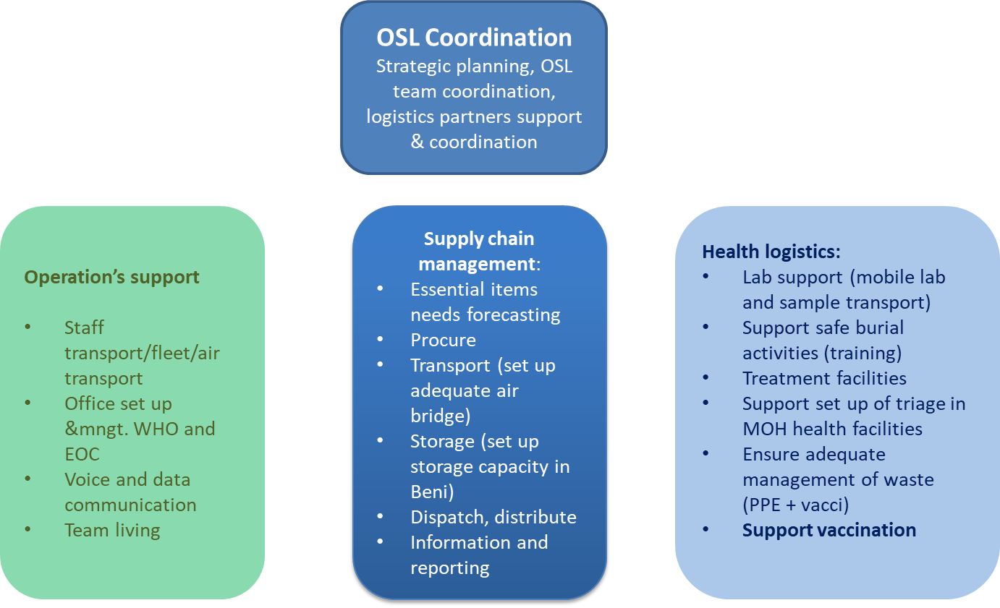 OSL Coordination
Strategic planning, OSL
team coordination,
logistics partners support
& coordination
Operation's support
• Staff
transport/fleet/air
transport
• Office set up
&mngt. WHO and
EOC
• Voice and data
communication
• Team living
Supply chain
management:
• Essential items
needs forecasting
• Procure
• Transport (set up
adequate air
bridge)
• Storage (set up
storage capacity in
Beni)
• Dispatch, distribute
• Information and
reporting
Health logistics:
• Lab support (mobile lab
and sample transport)
• Support safe burial
activities (training)
• Treatment facilities
• Support set up of triage in
MOH health facilities
• Ensure adequate
management of waste
(PPE + vacci)
• Support vaccination